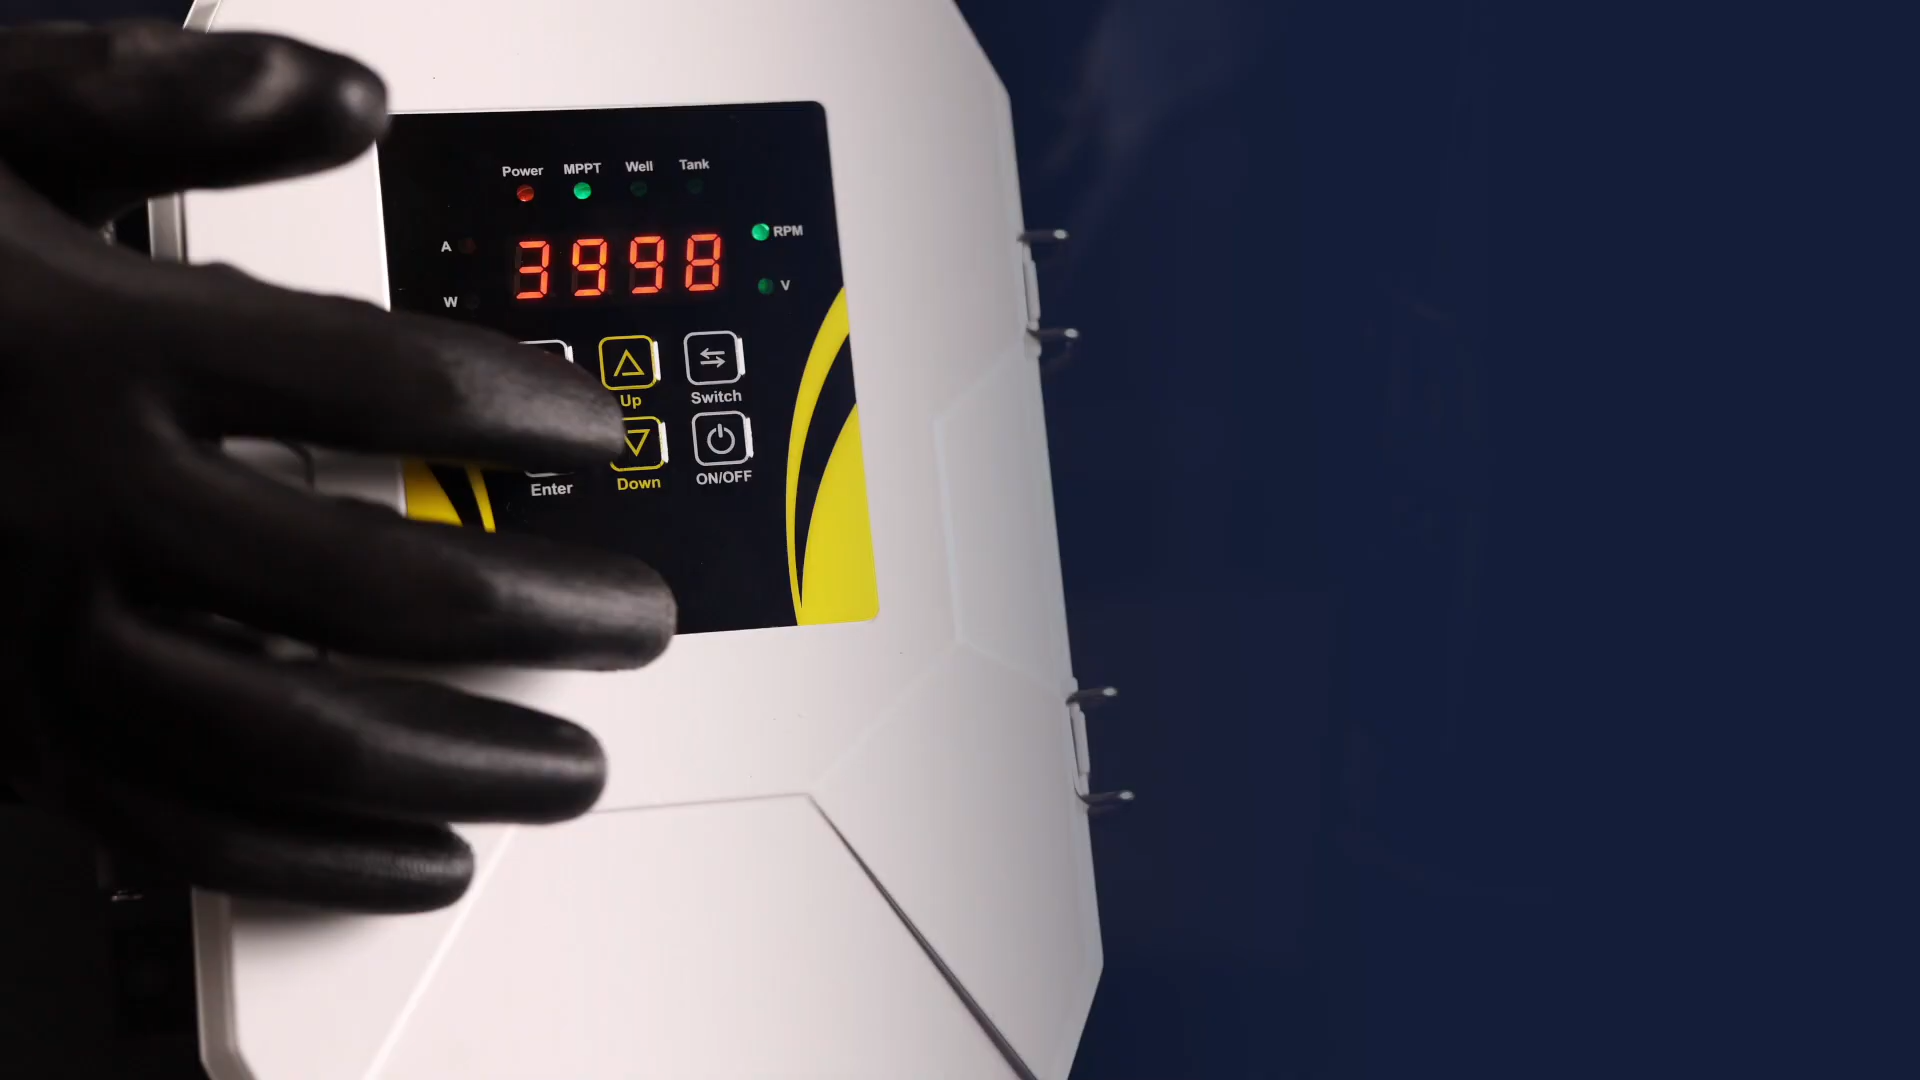 Power MPPT Well Tank
A RPM
3998
W V
Up Switch
Enter Down ON/OFF